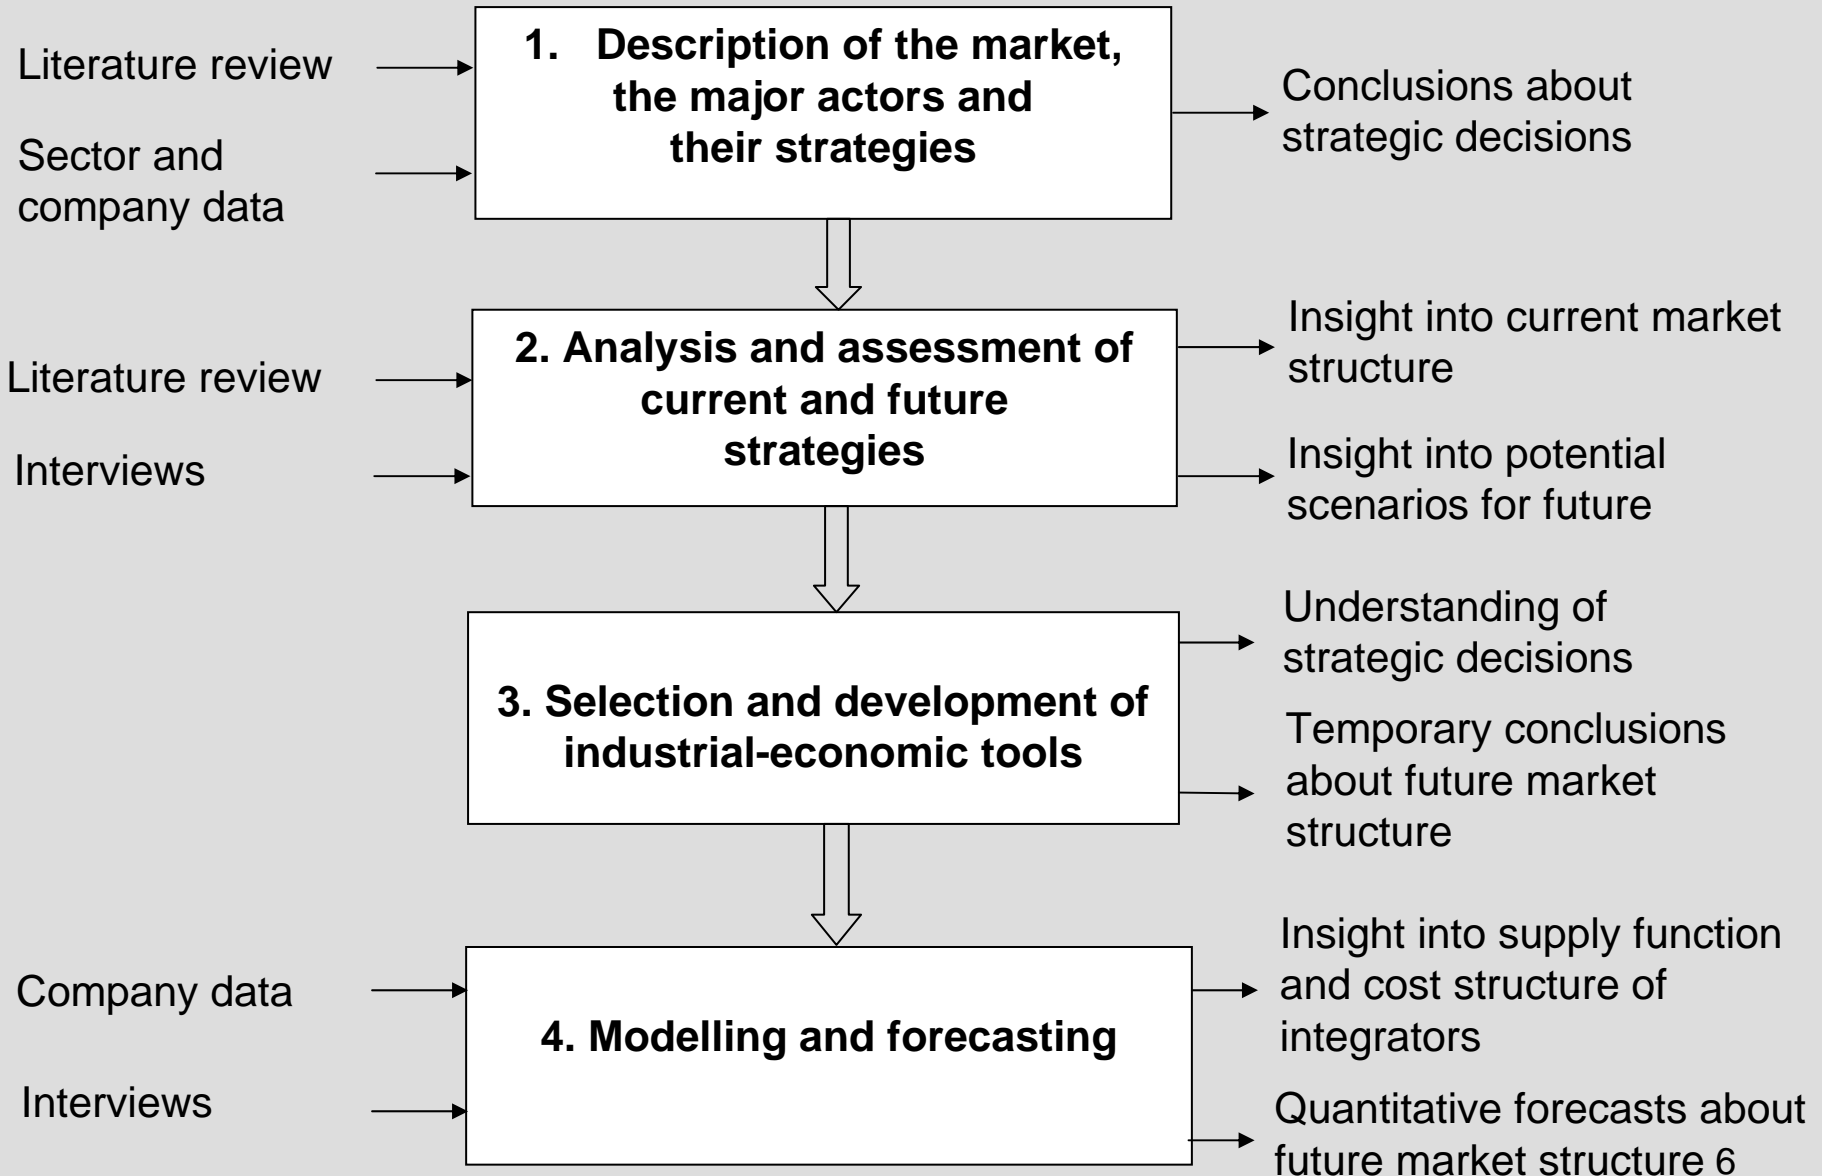 Literature review
Sector and
company data
1. Description of the market,
the major actors and
their strategies
Conclusions about
strategic decisions
Literature review
Interviews
2. Analysis and assessment of
current and future
strategies
Insight into current market
structure
Insight into potential
scenarios for future
3. Selection and development of
industrial-economic tools
Understanding of
strategic decisions
Temporary conclusions
about future market
structure
Company data
Interviews
4. Modelling and forecasting
Insight into supply function
and cost structure of
integrators
Quantitative forecasts about
future market structure 6